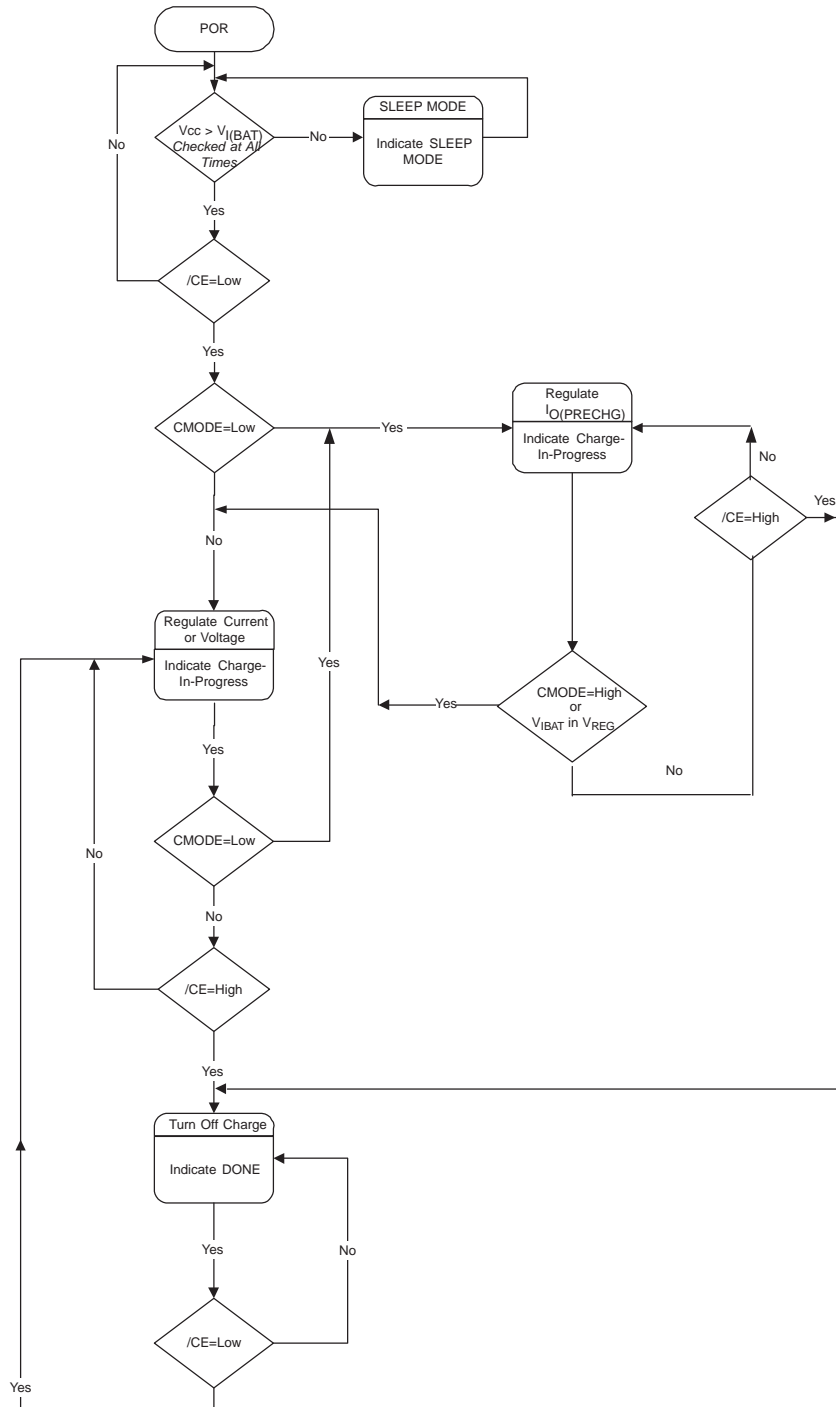 POR
SLEEP MODE
Vcc > VI(BAT)
Checked at All
Times
No
No
Indicate SLEEP
MODE
Yes
/CE=Low
Yes
CMODE=Low
Yes
Regulate
IO(PRECHG)
Indicate Charge-
In-Progress
No
Yes
/CE=High
No
Regulate Current
or Voltage
Indicate Charge-
In-Progress
Yes
CMODE=High
or
VIBAT in VREG
Yes
Yes
No
CMODE=Low
No
No
/CE=High
Yes
Turn Off Charge
Indicate DONE
Yes
No
/CE=Low
Yes